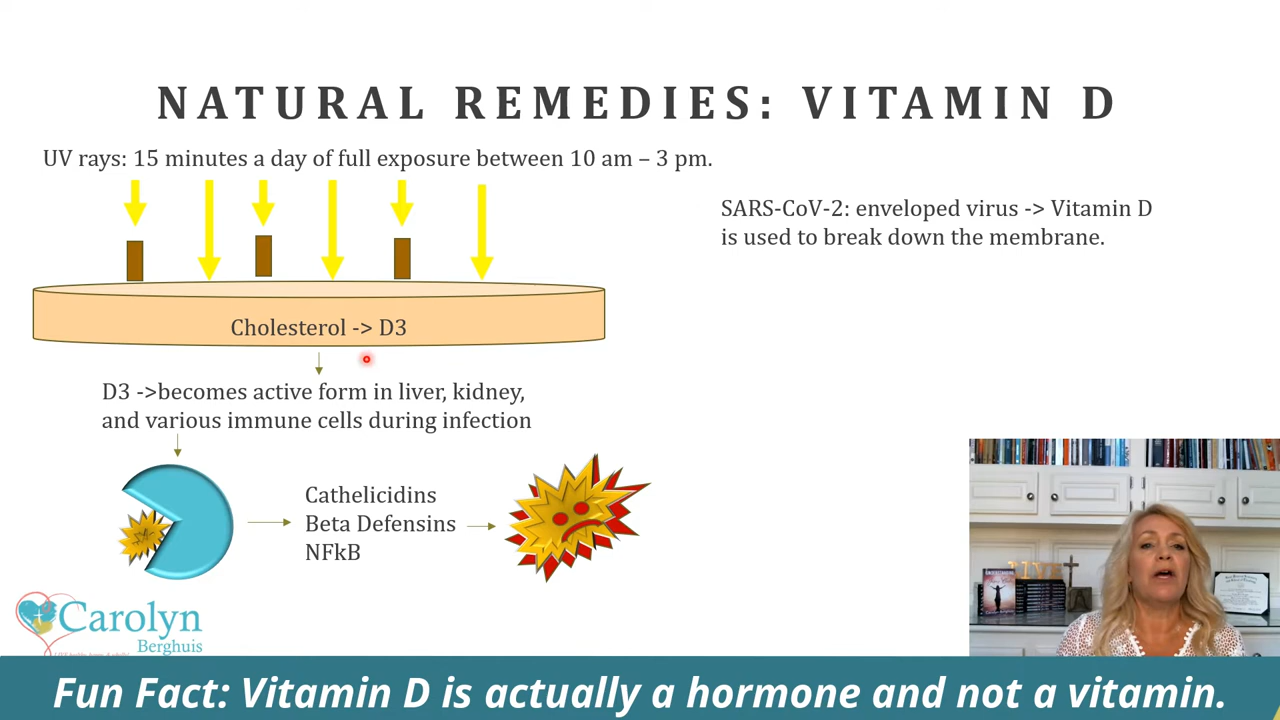 NATURAL REMEDIES: VITAMIN D
UV rays: 15 minutes a day of full exposure between 10 am – 3 pm.
SARS-CoV-2: enveloped virus -> Vitamin D
is used to break down the membrane.
Cholesterol -> D3
D3 ->becomes active form in liver, kidney,
and various immune cells during infection
Cathelicidins
Beta Defensins
NFkB
Carolyn
Berghuis
LIVE
UNDERSTANDING
Fun Fact: Vitamin D is actually a hormone and not a vitamin.